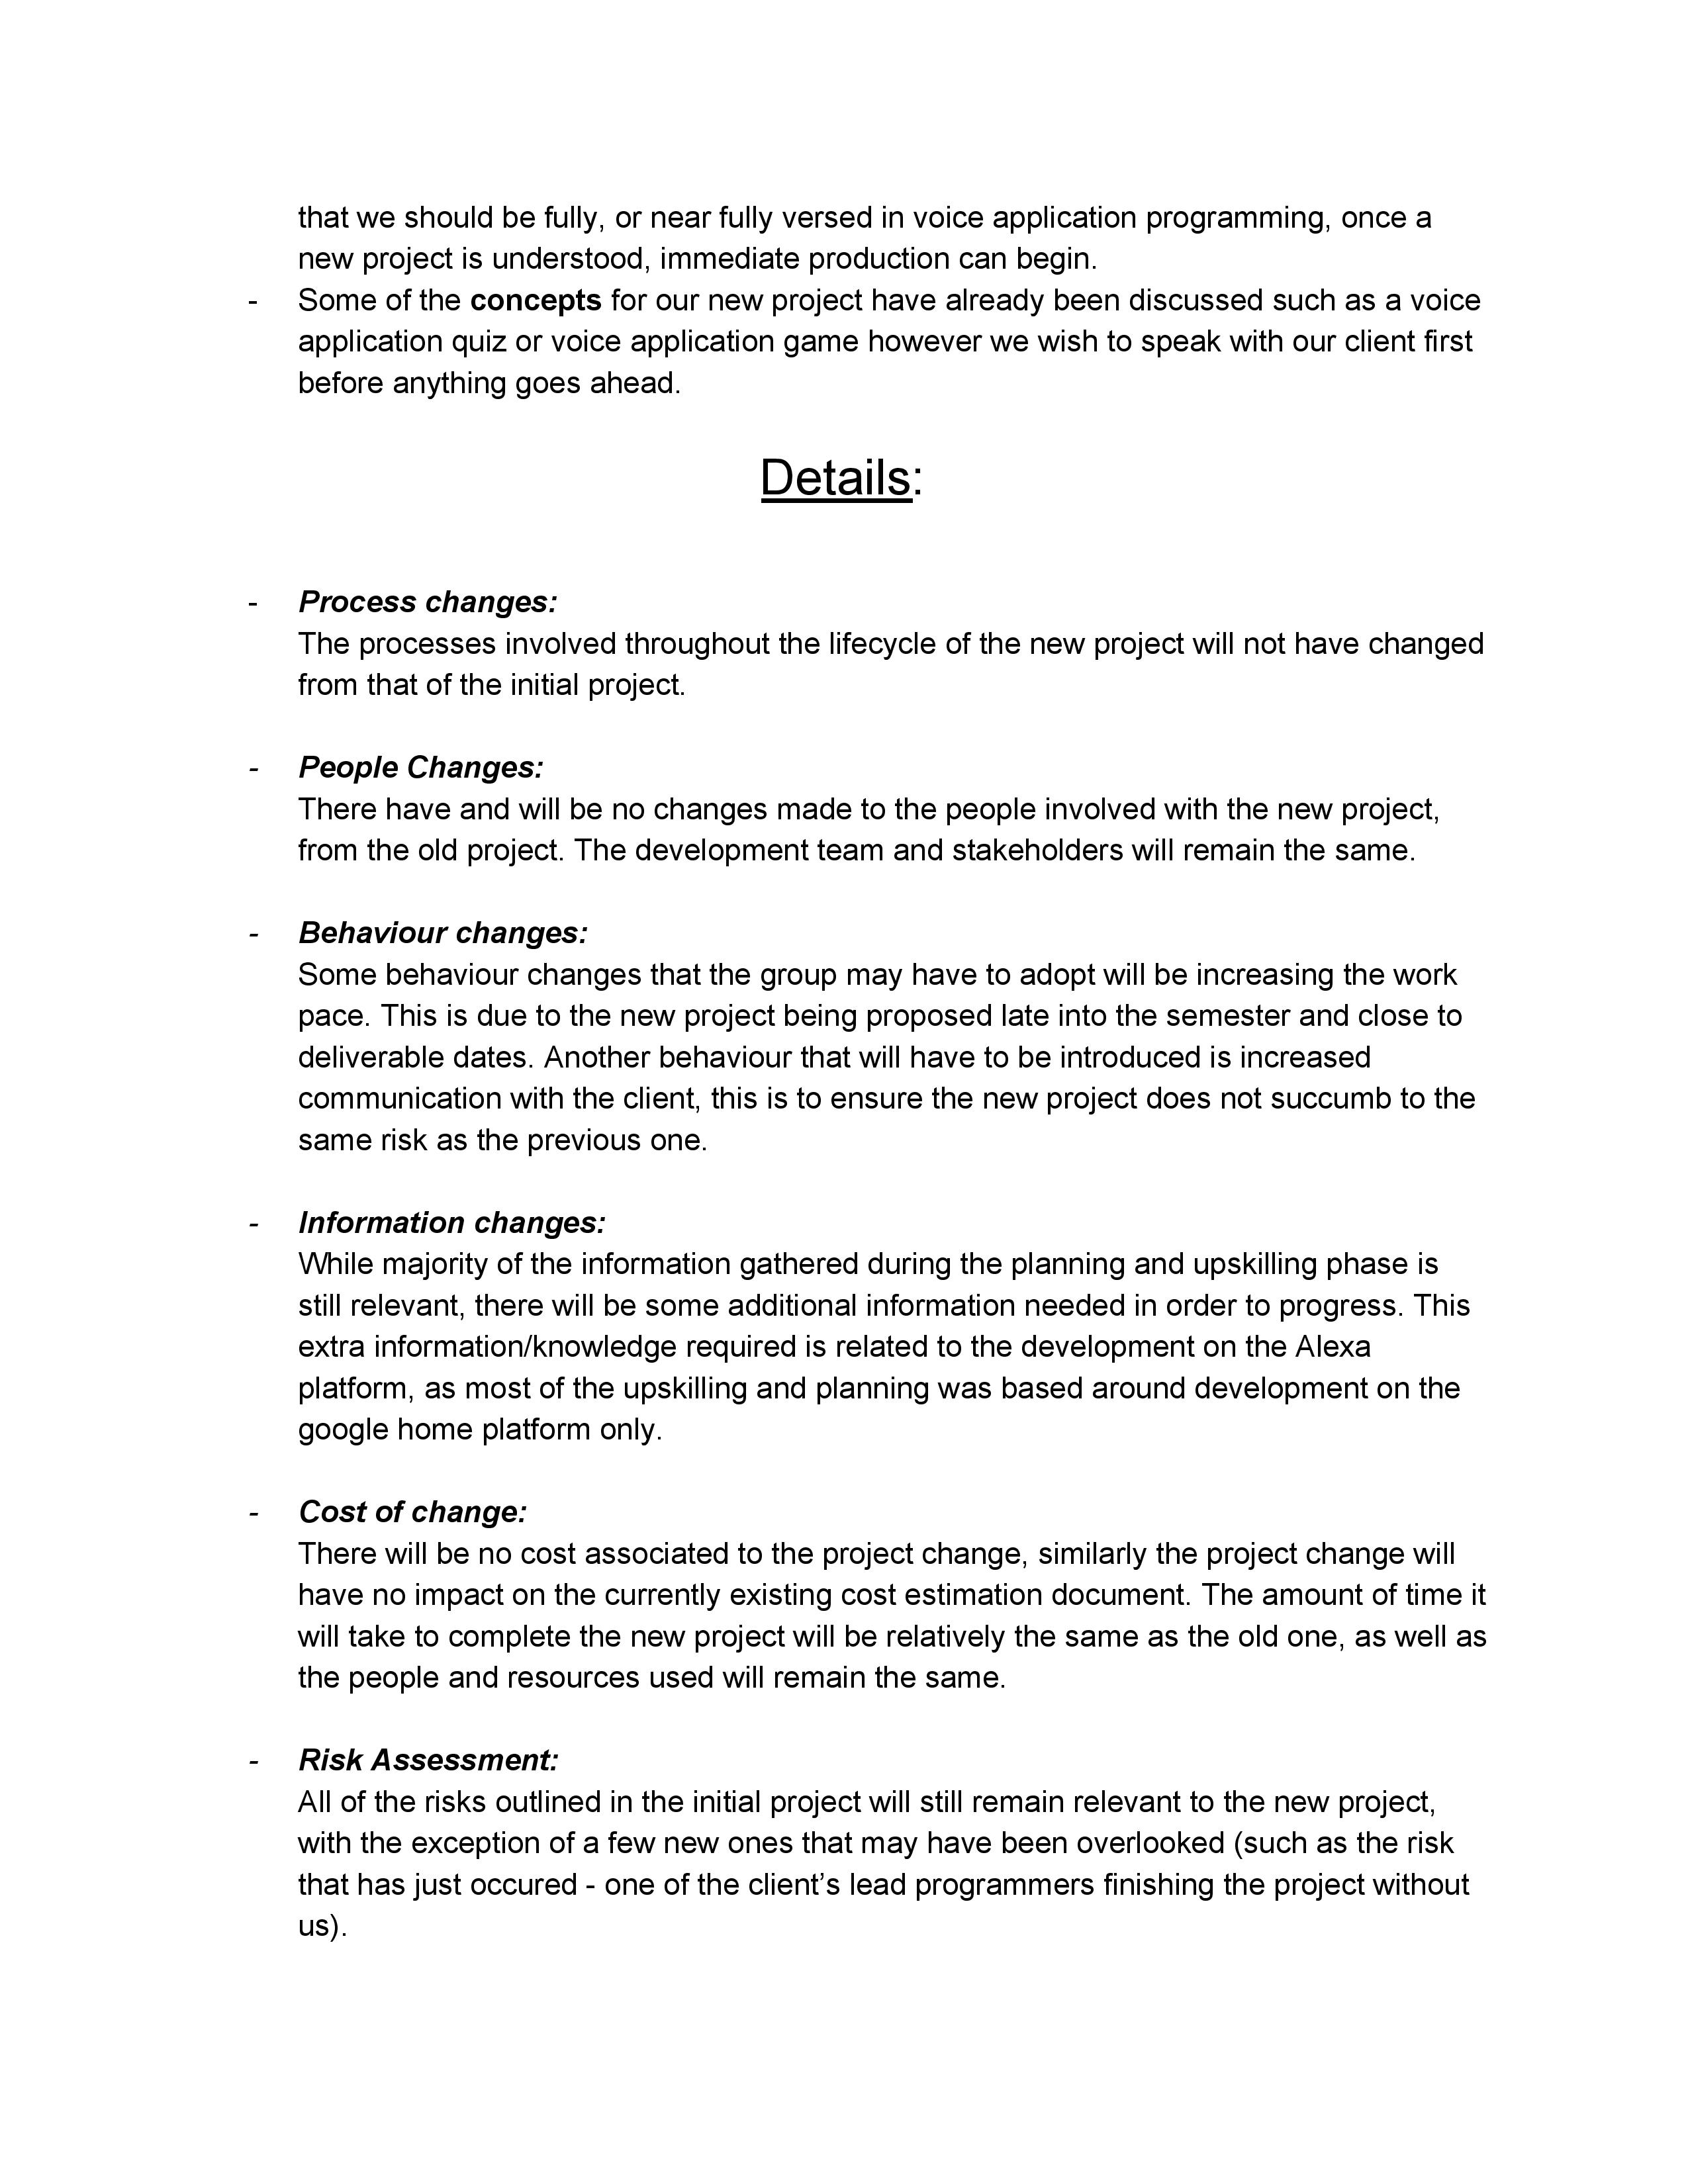 that we should be fully, or near fully versed in voice application programming, once a
new project is understood, immediate production can begin.
- Some of the concepts for our new project have already been discussed such as a voice
application quiz or voice application game however we wish to speak with our client first
before anything goes ahead.
Details:
- Process changes:
The processes involved throughout the lifecycle of the new project will not have changed
from that of the initial project.
- People Changes:
There have and will be no changes made to the people involved with the new project,
from the old project. The development team and stakeholders will remain the same.
- Behaviour changes:
Some behaviour changes that the group may have to adopt will be increasing the work
pace. This is due to the new project being proposed late into the semester and close to
deliverable dates. Another behaviour that will have to be introduced is increased
communication with the client, this is to ensure the new project does not succumb to the
same risk as the previous one.
- Information changes:
While majority of the information gathered during the planning and upskilling phase is
still relevant, there will be some additional information needed in order to progress. This
extra information/knowledge required is related to the development on the Alexa
platform, as most of the upskilling and planning was based around development on the
google home platform only.
- Cost of change:
There will be no cost associated to the project change, similarly the project change will
have no impact on the currently existing cost estimation document. The amount of time it
will take to complete the new project will be relatively the same as the old one, as well as
the people and resources used will remain the same.
- Risk Assessment:
All of the risks outlined in the initial project will still remain relevant to the new project,
with the exception of a few new ones that may have been overlooked (such as the risk
that has just occured - one of the client’s lead programmers finishing the project without
us).